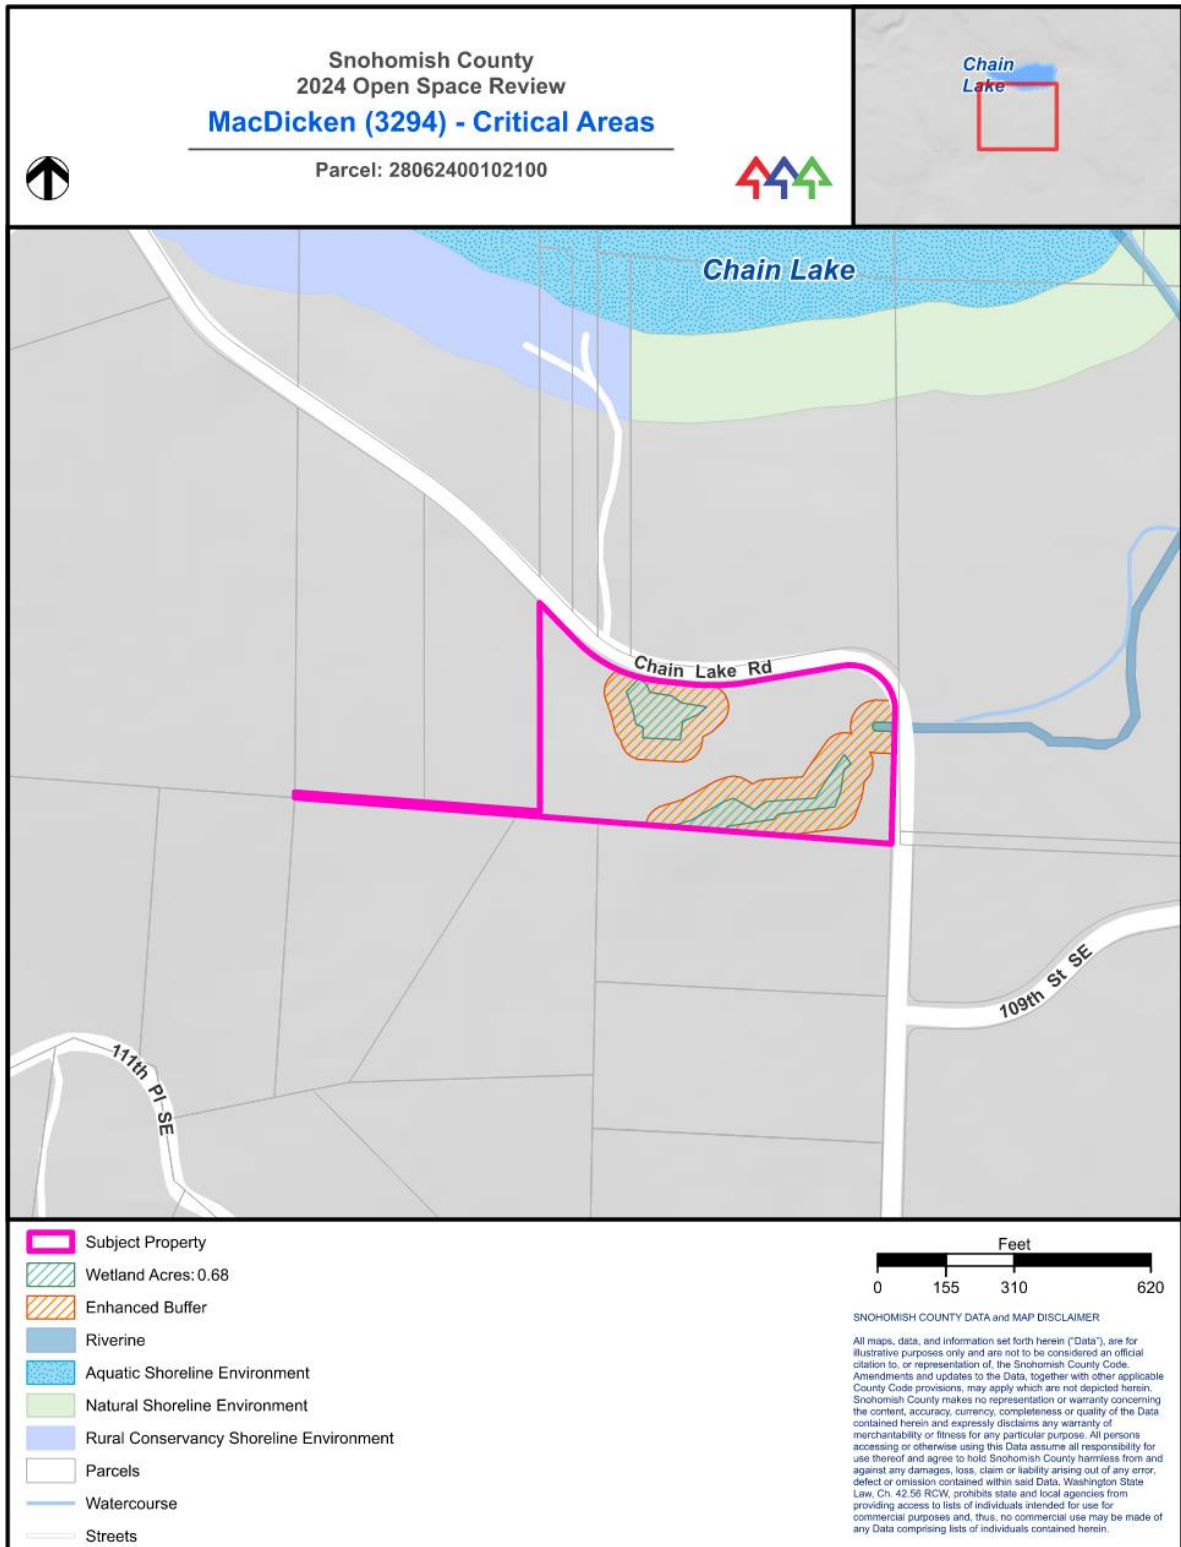 Snohomish County
2024 Open Space Review
MacDicken (3294) - Critical Areas
Parcel: 28062400102100
Chain
Lake
Chain Lake
Chain Lake Rd
109th St SE
111th Pl SE
Subject Property
Wetland Acres: 0.68
Enhanced Buffer
Riverine
Aquatic Shoreline Environment
Natural Shoreline Environment
Rural Conservancy Shoreline Environment
Parcels
Watercourse
Streets
Feet
0 155 310 620
SNOHOMISH COUNTY DATA and MAP DISCLAIMER
All maps, data, and information set forth herein ("Data"), are for
illustrative purposes only and are not to be considered an official
citation to, or representation of, the Snohomish County Code.
Amendments and updates to the Data, together with other applicable
County Code provisions, may apply which are not depicted herein.
Snohomish County makes no representation or warranty concerning
the content, accuracy, currency, completeness or quality of the Data
contained herein and expressly disclaims any warranty of
merchantability or fitness for any particular purpose. All persons
accessing or otherwise using this Data assume all responsibility for
use thereof and agree to hold Snohomish County harmless from and
against any damages, loss, claim or liability arising out of any error,
defect or omission contained within said Data. Washington State
Law, Ch. 42.56 RCW, prohibits state and local agencies from
providing access to lists of individuals intended for use for
commercial purposes and, thus, no commercial use may be made of
any Data comprising lists of individuals contained herein.